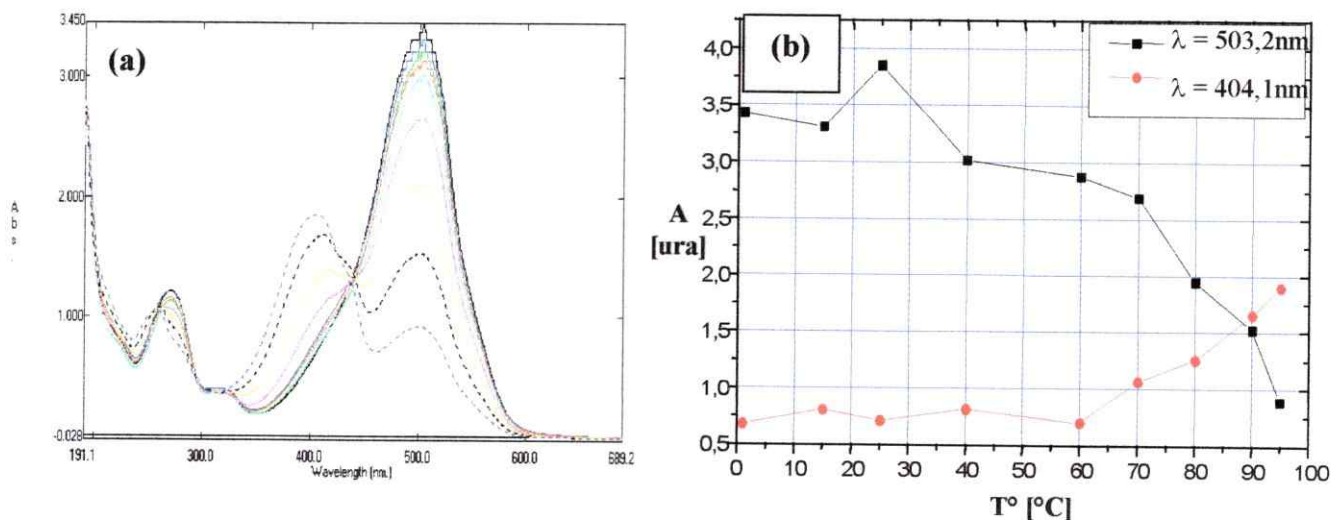 (a)
3.450
3.000
2.000
1.000
-0.028
191.1
300.0
400.0
500.0
600.0
689.2
Wavelength [nm.]
(b)
λ = 503,2nm
λ = 404,1nm
4,0
3,5
3,0
2,5
2,0
1,5
1,0
0,5
A
[ura]
0 10 20 30 40 50 60 70 80 90 100
T° [°C]